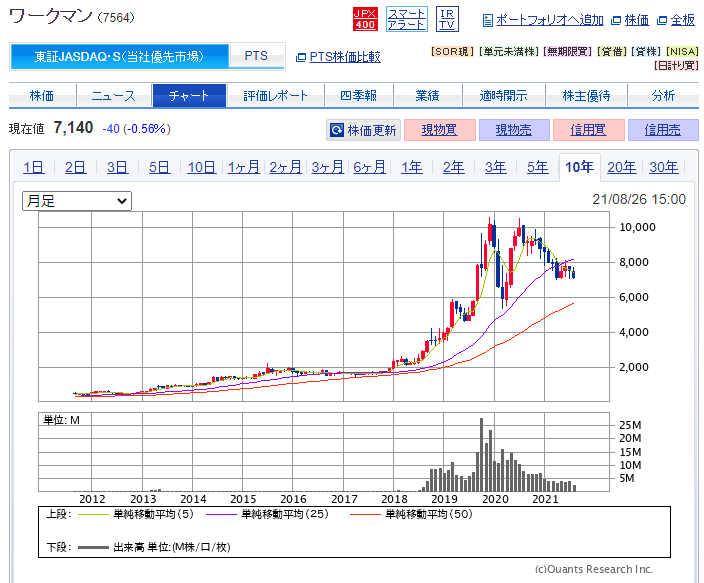 ワークマン (7564)
JPX 400 スマート アラート IR TV ポートフォリオへ追加 株価 全板
東証JASDAQ・S(当社優先市場) PTS PTS株価比較 [SOR現] [単元未満株] [無期限買] [貸借] [貸株] [NISA]
[日計り買]
株価 ニュース チャート 評価レポート 四季報 業績 適時開示 株主優待 分析
現在値 7,140 -40 (-0.56%) 株価更新 現物買 現物売 信用買 信用売
1日 2日 3日 5日 10日 1ヶ月 2ヶ月 3ヶ月 6ヶ月 1年 2年 3年 5年 10年 20年 30年
月足 21/08/26 15:00
10,000
8,000
6,000
4,000
2,000
単位: M
25M
20M
15M
10M
5M
2012 2013 2014 2015 2016 2017 2018 2019 2020 2021
上段: 単純移動平均(5) 単純移動平均(25) 単純移動平均(50)
下段: 出来高 単位:(M株/口/枚)
(c)Quants Research Inc.